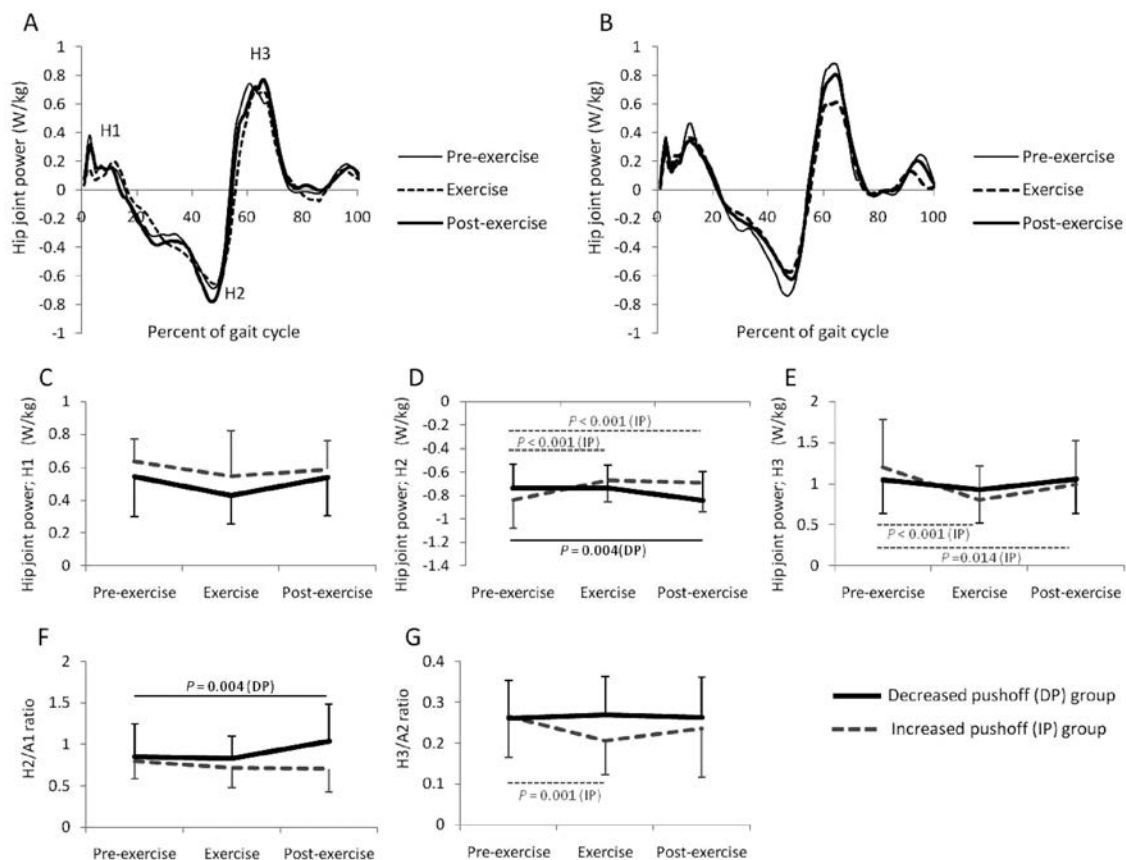 A
Hip joint power (W/kg)
1
0.8
0.6
0.4
0.2
0
-0.2
-0.4
-0.6
-0.8
-1
0
20
40
60
80
100
H1
H2
H3
Percent of gait cycle
Pre-exercise
Exercise
Post-exercise
B
Hip joint power (W/kg)
1
0.8
0.6
0.4
0.2
0
-0.2
-0.4
-0.6
-0.8
-1
0
20
40
60
80
100
Percent of gait cycle
Pre-exercise
Exercise
Post-exercise
C
Hip joint power; H1 (W/kg)
1
0.8
0.6
0.4
0.2
0
Pre-exercise Exercise Post-exercise
D
Hip joint power; H2 (W/kg)
0
-0.2
-0.4
-0.6
-0.8
-1
-1.2
-1.4
P < 0.001 (IP)
P < 0.001 (IP)
P = 0.004 (DP)
Pre-exercise Exercise Post-exercise
E
Hip joint power; H3 (W/kg)
2
1.5
1
0.5
0
P < 0.001 (IP)
P =0.014 (IP)
Pre-exercise Exercise Post-exercise
F
H2/A1 ratio
2
1.5
1
0.5
0
P = 0.004 (DP)
Pre-exercise Exercise Post-exercise
G
H3/A2 ratio
0.4
0.3
0.2
0.1
0
P = 0.001 (IP)
Pre-exercise Exercise Post-exercise
Decreased pushoff (DP) group
Increased pushoff (IP) group